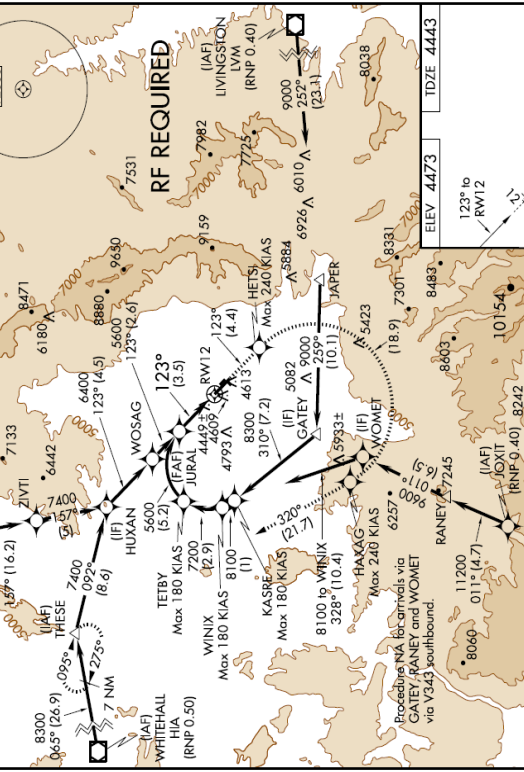 7133
6442
ZIVTI
157° (16.2)
7400
157°
(5)
(IF)
HUXAN
7400
092°
(8.6)
(IAF)
THESE
095°
275°
7 NM
8300
065° (26.9)
(IAF)
WHITEHALL
HIA
(RNP 0.50)
8471
6180
8880
9650
7531
5600
123° (2.6)
6400
123° (4.5)
WOSAG
123°
(3.5)
9159
RF REQUIRED
7982
7725
(IAF)
LIVINGSTON
LVM
(RNP 0.40)
9000
252°
(23.1)
8038
6010
6926
5884
HETSI
Max 240 KIAS
123°
(4.4)
RW12
4613
4449±
4609
4793
(FAF)
JURAL
5600
(5.2)
TETBY
Max 180 KIAS
7200
(2.9)
WINIX
Max 180 KIAS
8100
(1)
KASRE
Max 180 KIAS
8300
310° (7.2)
(IF)
GATEY
5082
9000
259°
(10.1)
JAPER
5423
(18.9)
8331
7301
8483
8603
10154
8242
5933±
(IF)
WOMET
320°
(21.7)
8100 to WINIX
328° (10.4)
HAKAG
Max 240 KIAS
6257
RANEY
7245
9600
011°
(6.5)
(IAF)
JOXIT
(RNP 0.40)
11200
011° (4.7)
8060
Procedure NA for arrivals via
GATEY, RANEY and WOMET
via V343 southbound.
ELEV 4473
TDZE 4443
123° to
RW12